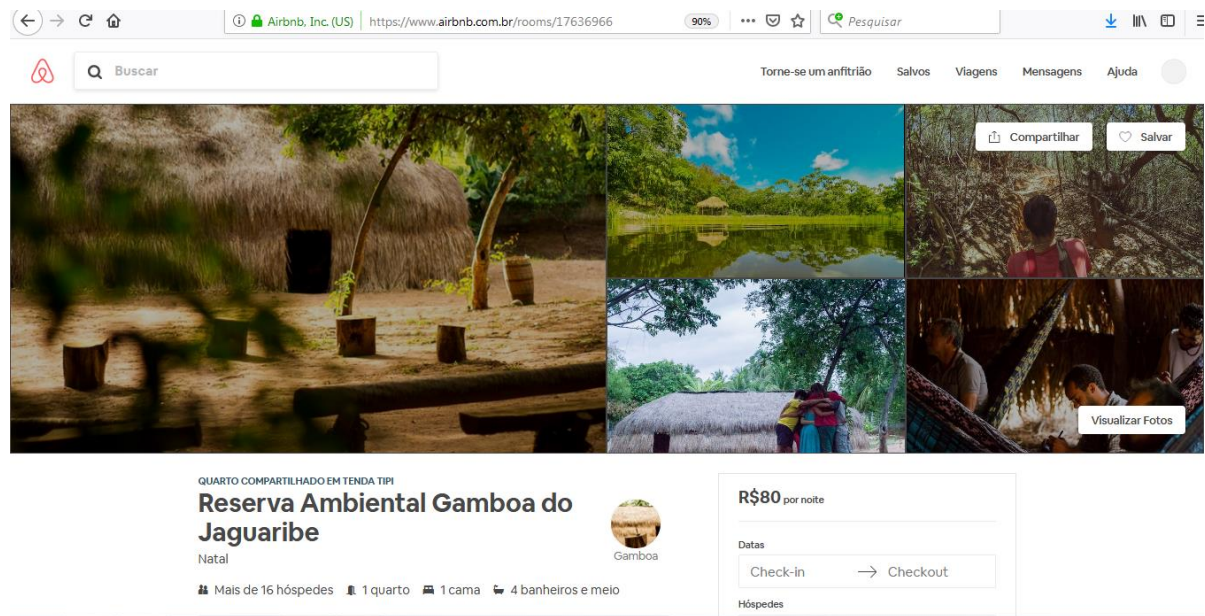 Airbnb, Inc. (US) https://www.airbnb.com.br/rooms/17636966 90% Pesquisar
Buscar Torne-se um anfitrião Salvos Viagens Mensagens Ajuda
Compartilhar Salvar
Visualizar Fotos
QUARTO COMPARTILHADO EM TENDA TIPI
Reserva Ambiental Gamboa do
Jaguaribe
Natal
Gamboa
Mais de 16 hóspedes 1 quarto 1 cama 4 banheiros e meio
R$80 por noite
Datas
Check-in → Checkout
Hóspedes